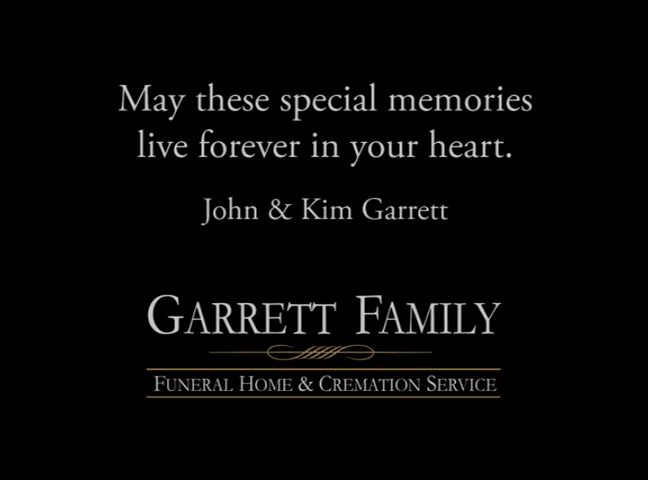 May these special memories
live forever in your heart.
John & Kim Garrett
GARRETT FAMILY
FUNERAL HOME & CREMATION SERVICE